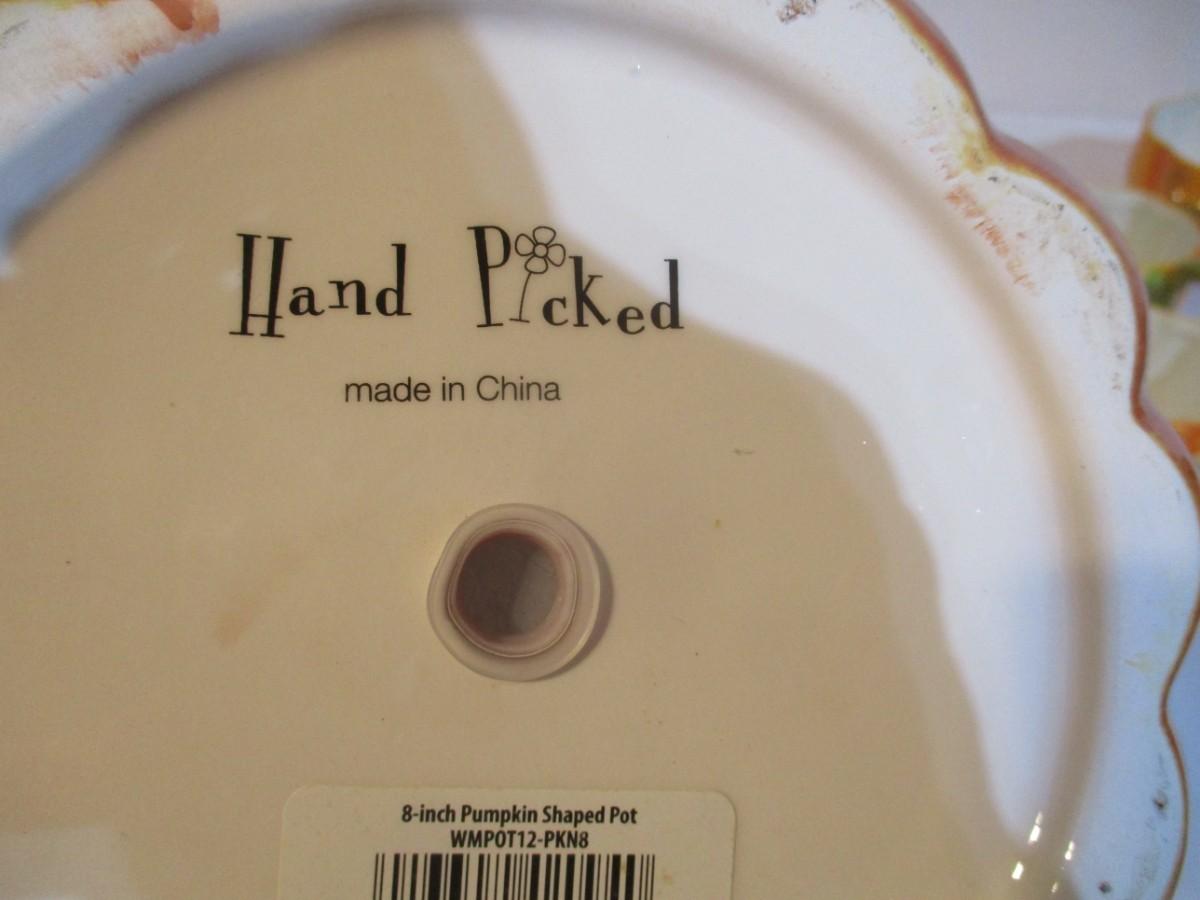 Hand Picked
made in China
8-inch Pumpkin Shaped Pot
WMPOT12-PKN8